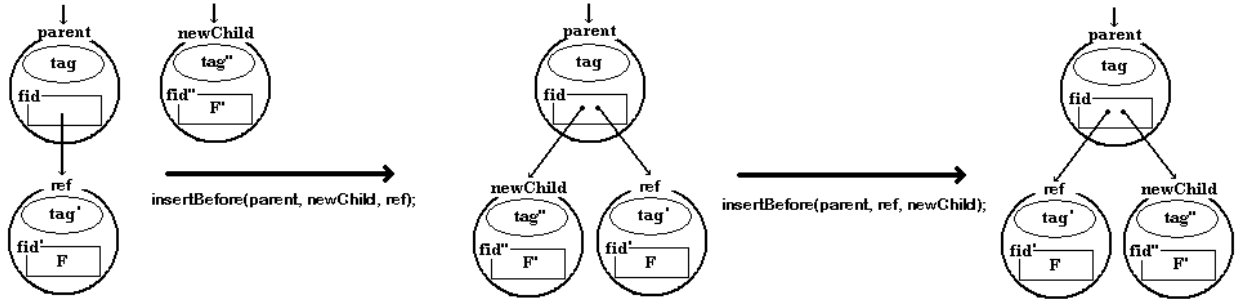 parent
tag
fid
newChild
tag''
fid''
F'
ref
tag'
fid'
F
insertBefore(parent, newChild, ref);
parent
tag
fid
newChild
tag''
fid''
F'
ref
tag'
fid'
F
insertBefore(parent, ref, newChild);
parent
tag
fid
ref
tag'
fid'
F
newChild
tag''
fid''
F'